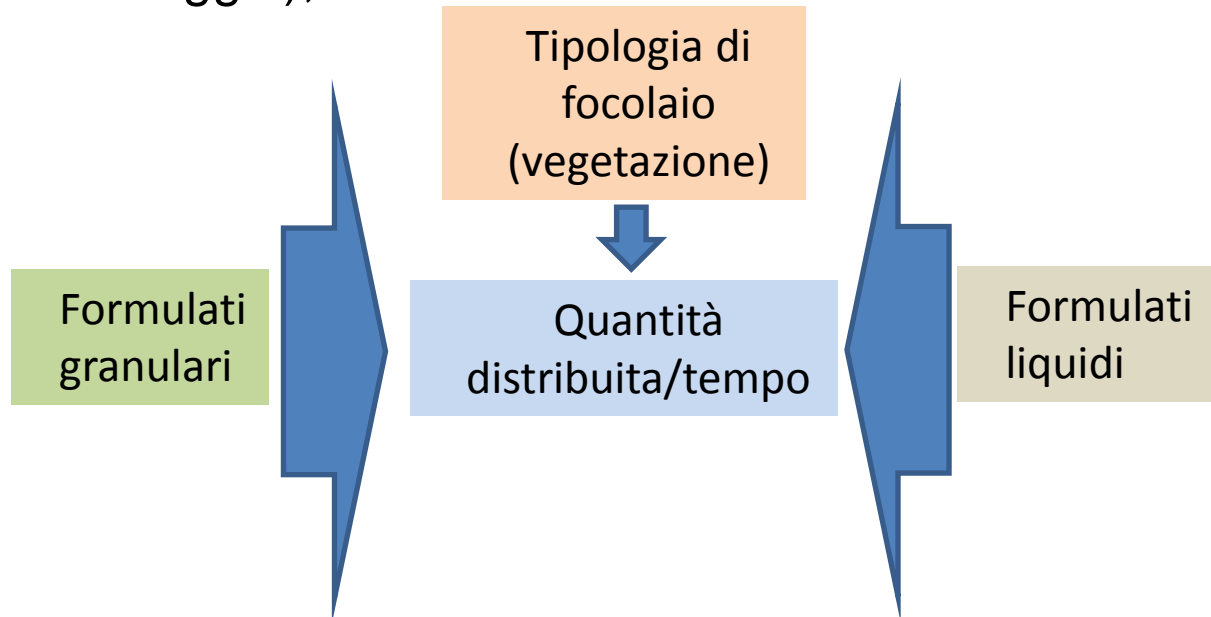 Tipologia di
focolaio
(vegetazione)
Formulati
granulari
Quantità
distribuita/tempo
Formulati
liquidi